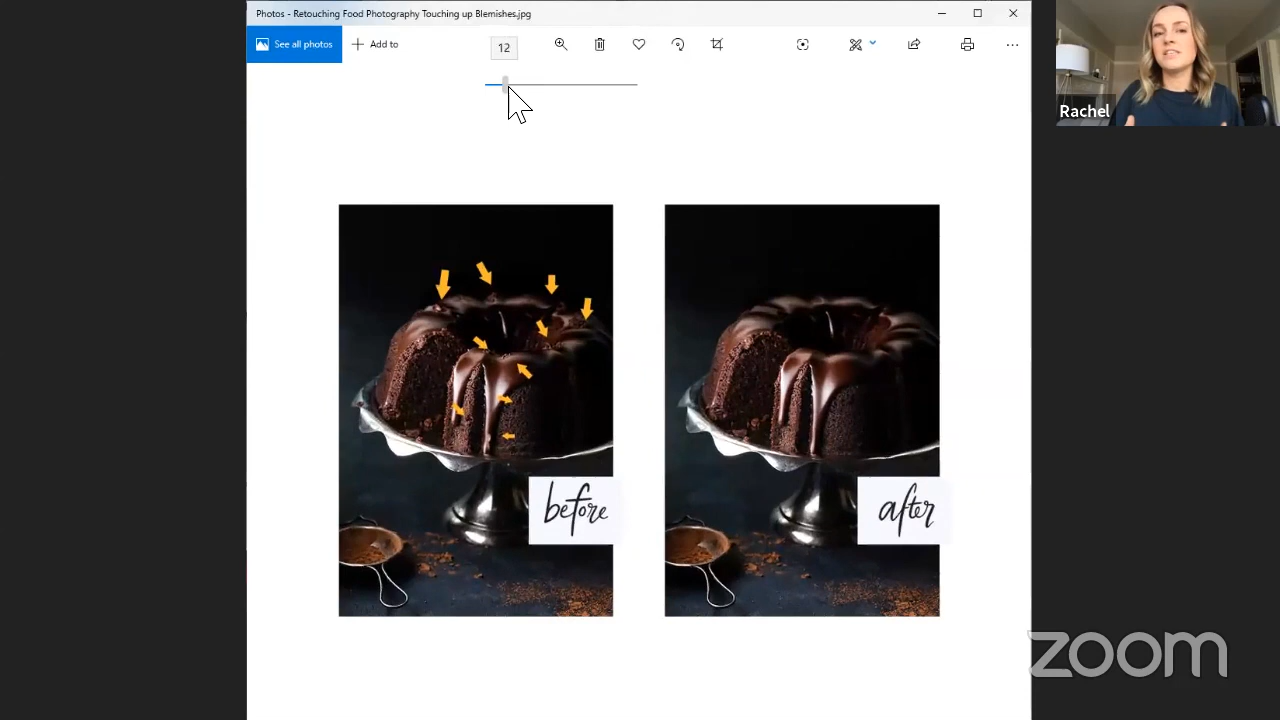 Photos - Retouching Food Photography Touching up Blemishes.jpg
See all photos
Add to
12
Rachel
before
after
zoom